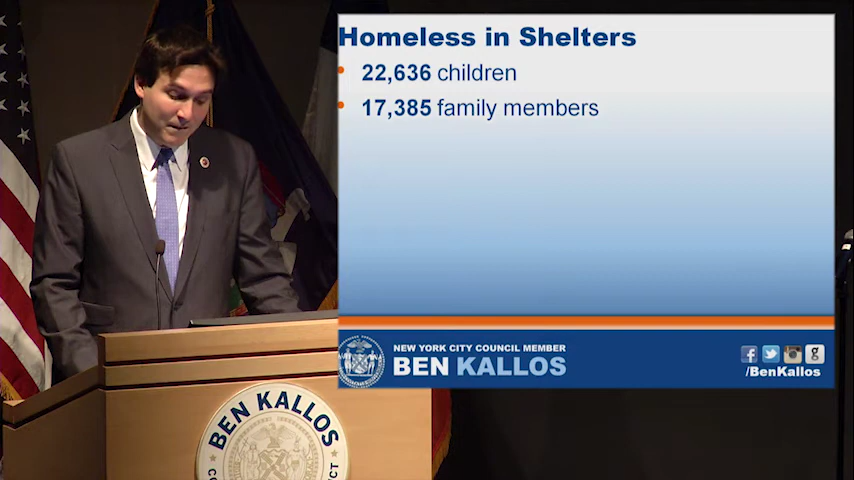 Homeless in Shelters
• 22,636 children
• 17,385 family members
NEW YORK CITY COUNCIL MEMBER
BEN KALLOS
/BenKallos
BEN KALLOS